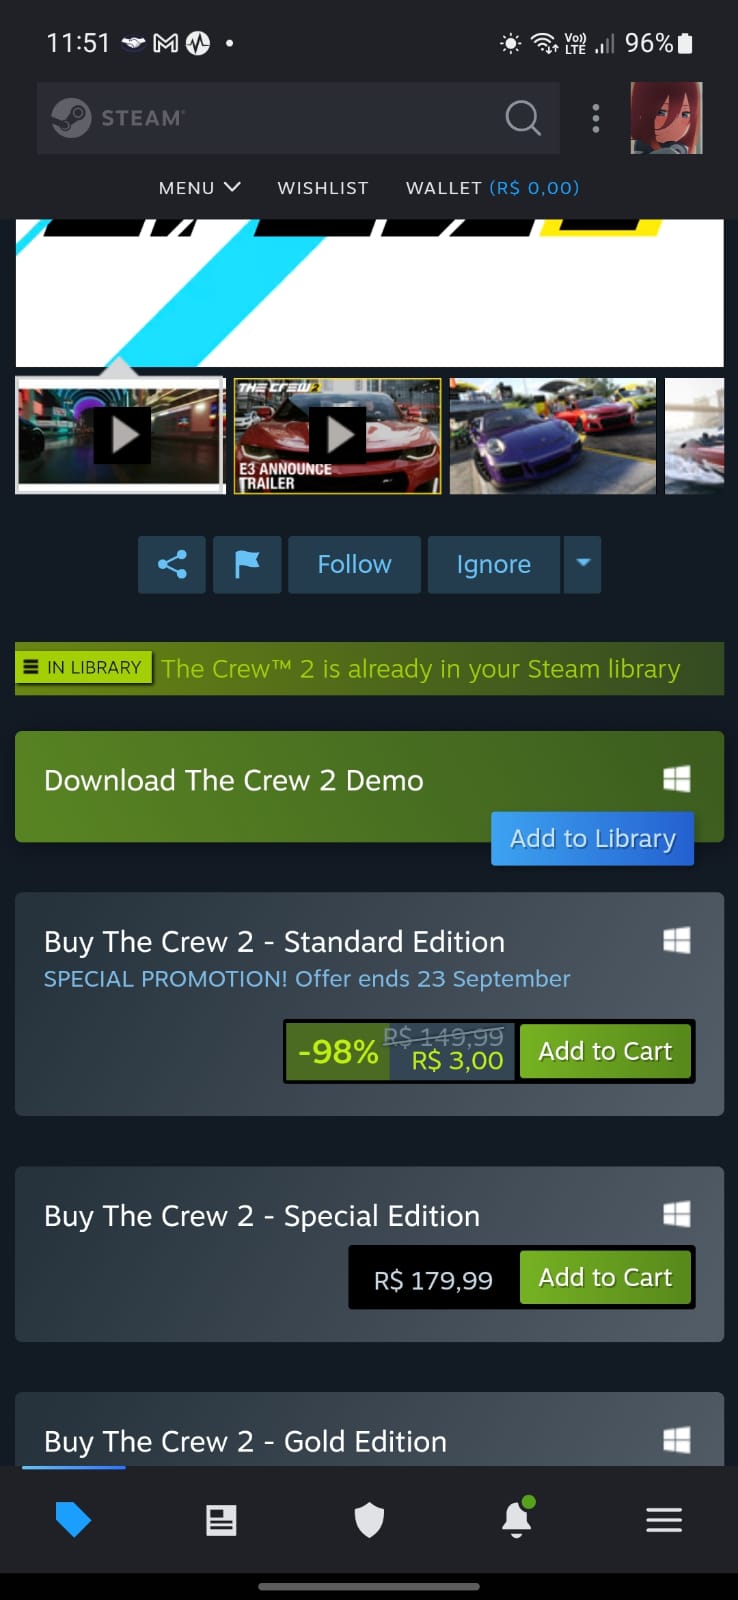 11:51
Vo))
LTE
96%
STEAM®
MENU
WISHLIST
WALLET (R$ 0,00)
THE CREW 2
E3 ANNOUNCE
TRAILER
Follow
Ignore
IN LIBRARY
The Crew™ 2 is already in your Steam library
Download The Crew 2 Demo
Add to Library
Buy The Crew 2 - Standard Edition
SPECIAL PROMOTION! Offer ends 23 September
-98%
R$ 149,99
R$ 3,00
Add to Cart
Buy The Crew 2 - Special Edition
R$ 179,99
Add to Cart
Buy The Crew 2 - Gold Edition